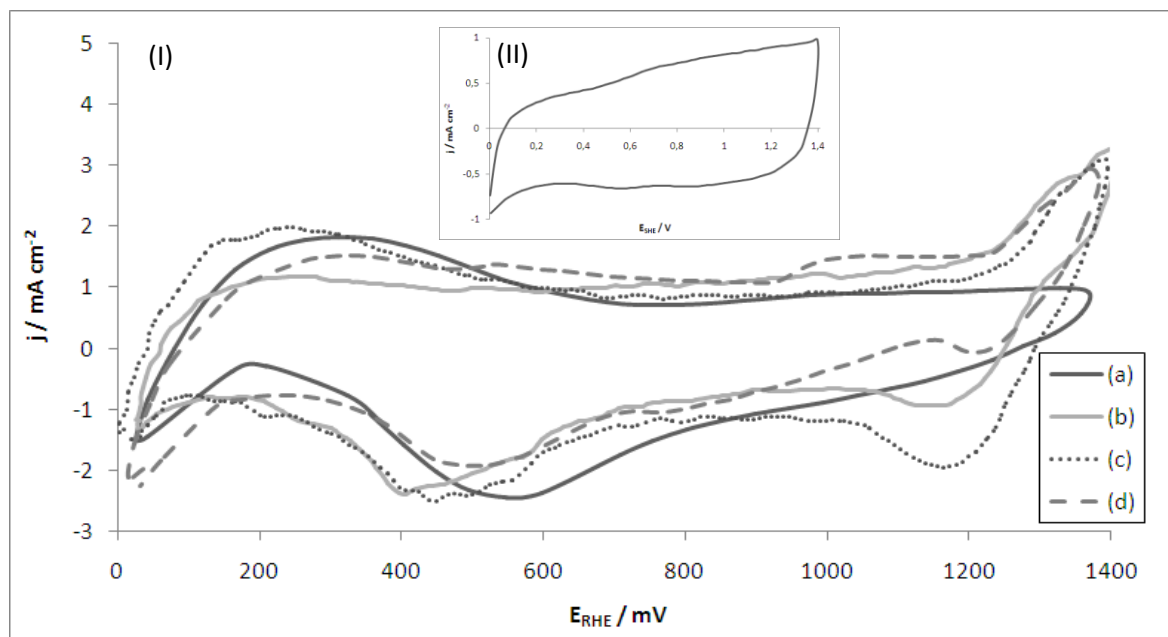 (I)
(II)
j / mA cm⁻²
5
4
3
2
1
0
-1
-2
-3
0 200 400 600 800 1000 1200 1400
E_RHE / mV
j / mA cm⁻²
1
0,5
0
-0,5
-1
0 0,2 0,4 0,6 0,8 1 1,2 1,4
E_SHE / V
(a)
(b)
(c)
(d)